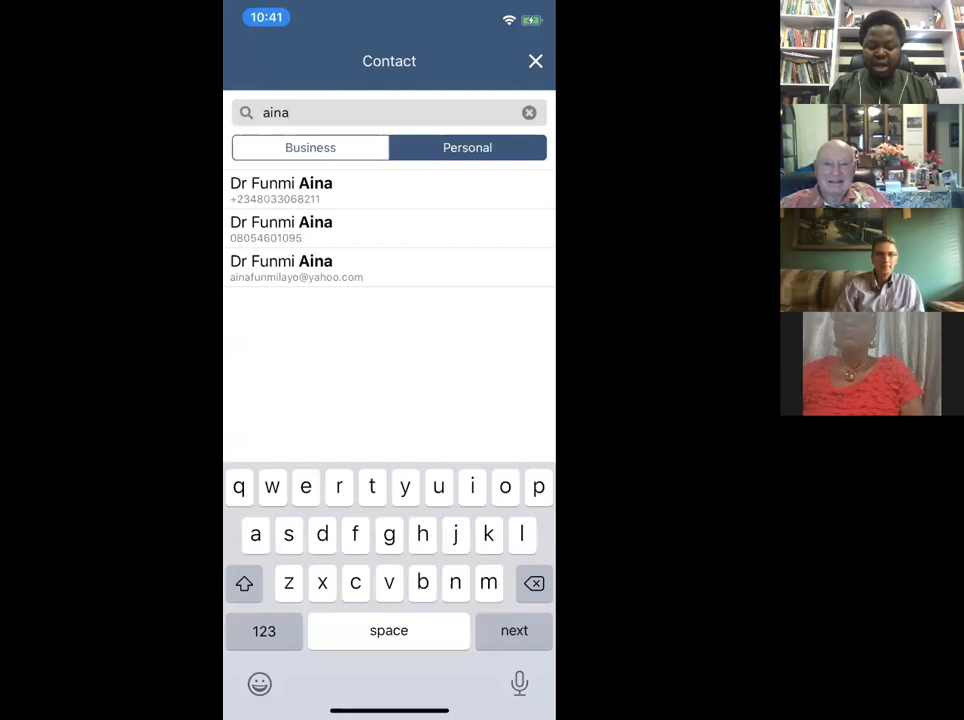 10:41
Contact
aina
Business Personal
Dr Funmi Aina
+2348033068211
Dr Funmi Aina
08054601095
Dr Funmi Aina
ainafunmilayo@yahoo.com
q w e r t y u i o p
a s d f g h j k l
z x c v b n m
123 space next